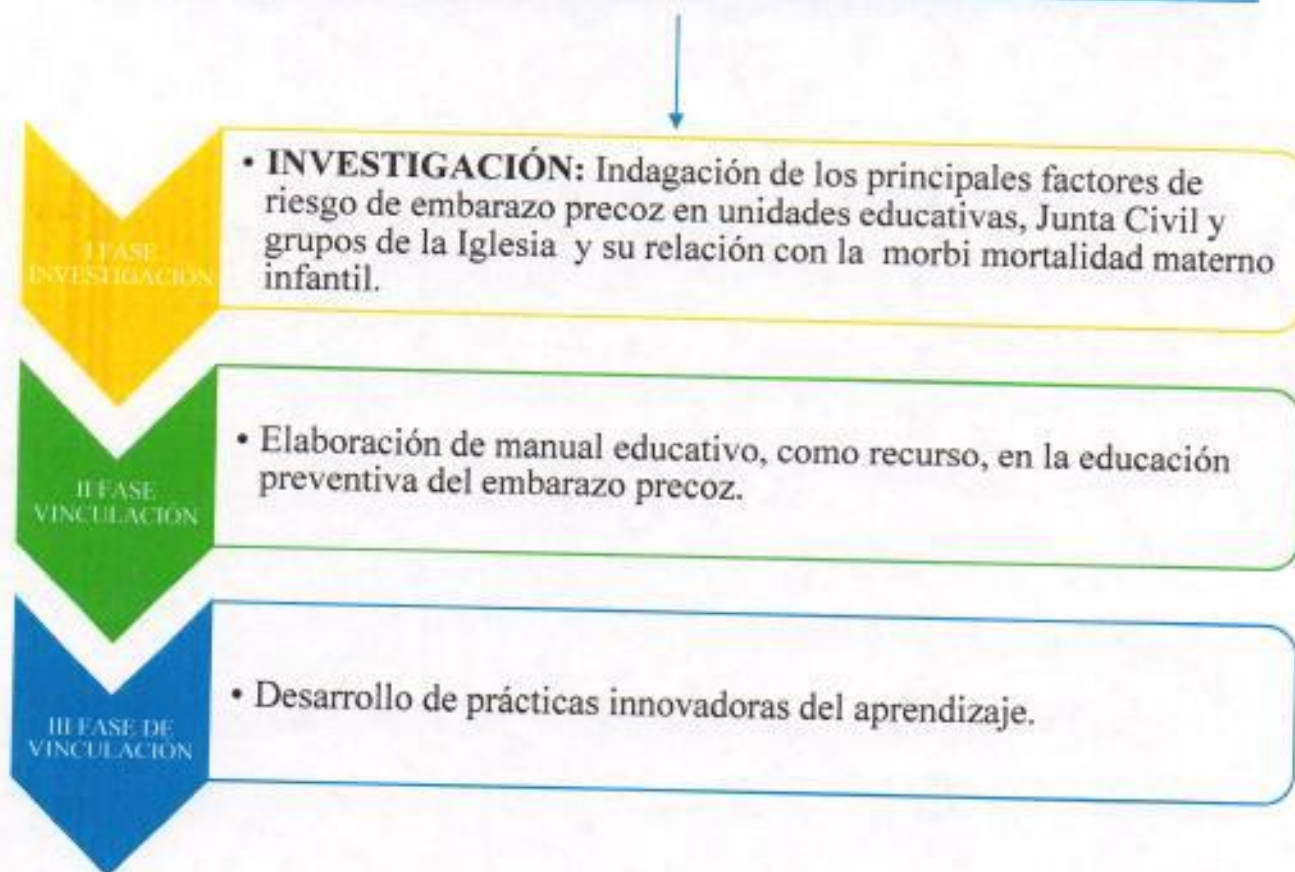 I FASE
INVESTIGACIÓN
• INVESTIGACIÓN: Indagación de los principales factores de
riesgo de embarazo precoz en unidades educativas, Junta Civil y
grupos de la Iglesia y su relación con la morbi mortalidad materno
infantil.
II FASE
VINCULACIÓN
• Elaboración de manual educativo, como recurso, en la educación
preventiva del embarazo precoz.
III FASE DE
VINCULACIÓN
• Desarrollo de prácticas innovadoras del aprendizaje.